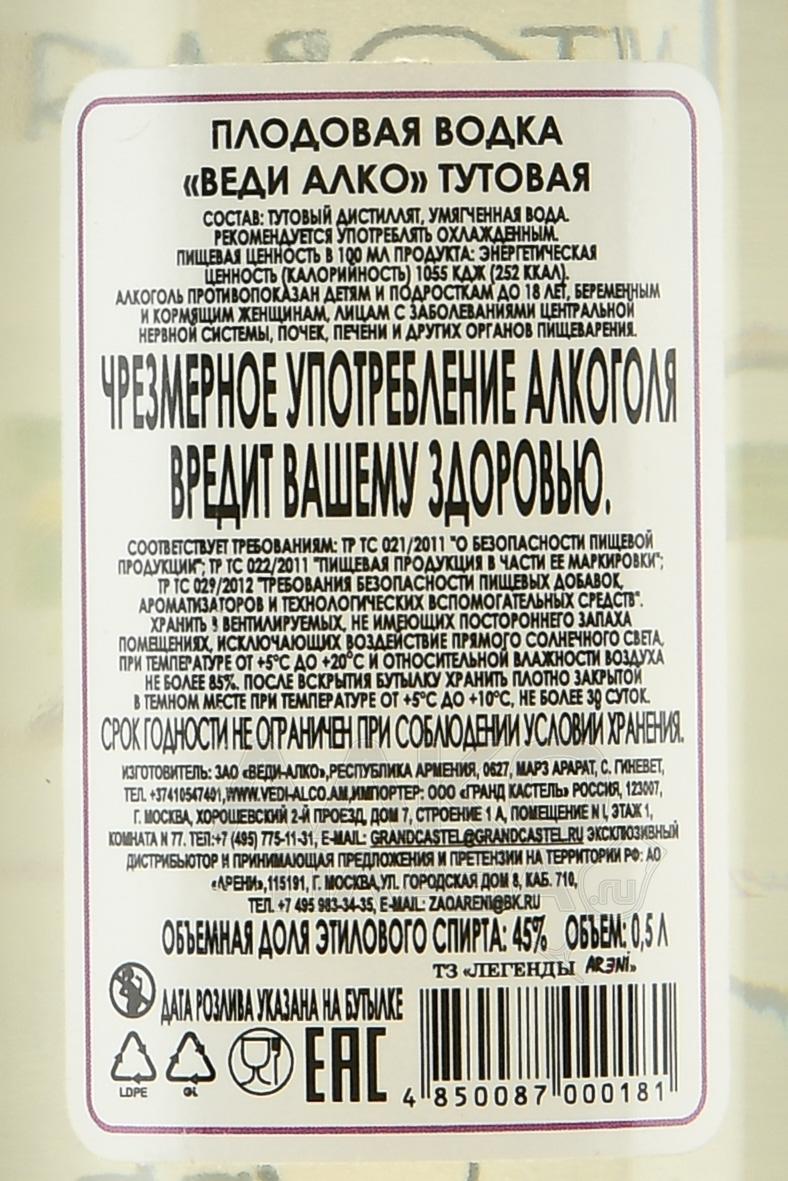 ПЛОДОВАЯ ВОДКА
«ВЕДИ АЛКО» ТУТОВАЯ
СОСТАВ: ТУТОВЫЙ ДИСТИЛЛЯТ, УМЯГЧЕННАЯ ВОДА.
РЕКОМЕНДУЕТСЯ УПОТРЕБЛЯТЬ ОХЛАЖДЕННЫМ.
ПИЩЕВАЯ ЦЕННОСТЬ В 100 МЛ ПРОДУКТА: ЭНЕРГЕТИЧЕСКАЯ
ЦЕННОСТЬ (КАЛОРИЙНОСТЬ) 1055 КДЖ (252 ККАЛ).
АЛКОГОЛЬ ПРОТИВОПОКАЗАН ДЕТЯМ И ПОДРОСТКАМ ДО 18 ЛЕТ, БЕРЕМЕННЫМ
И КОРМЯЩИМ ЖЕНЩИНАМ, ЛИЦАМ С ЗАБОЛЕВАНИЯМИ ЦЕНТРАЛЬНОЙ
НЕРВНОЙ СИСТЕМЫ, ПОЧЕК, ПЕЧЕНИ И ДРУГИХ ОРГАНОВ ПИЩЕВАРЕНИЯ.
ЧРЕЗМЕРНОЕ УПОТРЕБЛЕНИЕ АЛКОГОЛЯ
ВРЕДИТ ВАШЕМУ ЗДОРОВЬЮ.
СООТВЕТСТВУЕТ ТРЕБОВАНИЯМ: ТР ТС 021/2011 "О БЕЗОПАСНОСТИ ПИЩЕВОЙ
ПРОДУКЦИИ"; ТР ТС 022/2011 "ПИЩЕВАЯ ПРОДУКЦИЯ В ЧАСТИ ЕЕ МАРКИРОВКИ";
ТР ТС 029/2012 "ТРЕБОВАНИЯ БЕЗОПАСНОСТИ ПИЩЕВЫХ ДОБАВОК,
АРОМАТИЗАТОРОВ И ТЕХНОЛОГИЧЕСКИХ ВСПОМОГАТЕЛЬНЫХ СРЕДСТВ".
ХРАНИТЬ В ВЕНТИЛИРУЕМЫХ, НЕ ИМЕЮЩИХ ПОСТОРОННЕГО ЗАПАХА
ПОМЕЩЕНИЯХ, ИСКЛЮЧАЮЩИХ ВОЗДЕЙСТВИЕ ПРЯМОГО СОЛНЕЧНОГО СВЕТА,
ПРИ ТЕМПЕРАТУРЕ ОТ +5°С ДО +20°С И ОТНОСИТЕЛЬНОЙ ВЛАЖНОСТИ ВОЗДУХА
НЕ БОЛЕЕ 85%. ПОСЛЕ ВСКРЫТИЯ БУТЫЛКУ ХРАНИТЬ ПЛОТНО ЗАКРЫТОЙ
В ТЕМНОМ МЕСТЕ ПРИ ТЕМПЕРАТУРЕ ОТ +5°С ДО +10°С, НЕ БОЛЕЕ 30 СУТОК.
СРОК ГОДНОСТИ НЕ ОГРАНИЧЕН ПРИ СОБЛЮДЕНИИ УСЛОВИЙ ХРАНЕНИЯ.
ИЗГОТОВИТЕЛЬ: ЗАО «ВЕДИ-АЛКО», РЕСПУБЛИКА АРМЕНИЯ, 0627, МАРЗ АРАРАТ, С. ГИНЕВЕТ,
ТЕЛ. +37410547401, WWW.VEDI-ALCO.AM, ИМПОРТЕР: ООО «ГРАНД КАСТЕЛЬ» РОССИЯ, 123007,
Г. МОСКВА, ХОРОШЕВСКИЙ 2-Й ПРОЕЗД, ДОМ 7, СТРОЕНИЕ 1 А, ПОМЕЩЕНИЕ N I, ЭТАЖ 1,
КОМНАТА N 77. ТЕЛ:+7 (495) 775-11-31, E-MAIL: GRANDCASTEL@GRANDCASTEL.RU ЭКСКЛЮЗИВНЫЙ
ДИСТРИБЬЮТОР И ПРИНИМАЮЩАЯ ПРЕДЛОЖЕНИЯ И ПРЕТЕНЗИИ НА ТЕРРИТОРИИ РФ: АО
«АРЕНИ», 115191, Г. МОСКВА, УЛ. ГОРОДСКАЯ ДОМ 8, КАБ. 710,
ТЕЛ. +7 495 983-34-35, E-MAIL: ZAOARENI@BK.RU
ОБЪЕМНАЯ ДОЛЯ ЭТИЛОВОГО СПИРТА: 45% ОБЪЕМ: 0,5 Л
ТЗ «ЛЕГЕНДЫ ARENI»
ДАТА РОЗЛИВА УКАЗАНА НА БУТЫЛКЕ
LDPE GL EAC
4 850087 000181